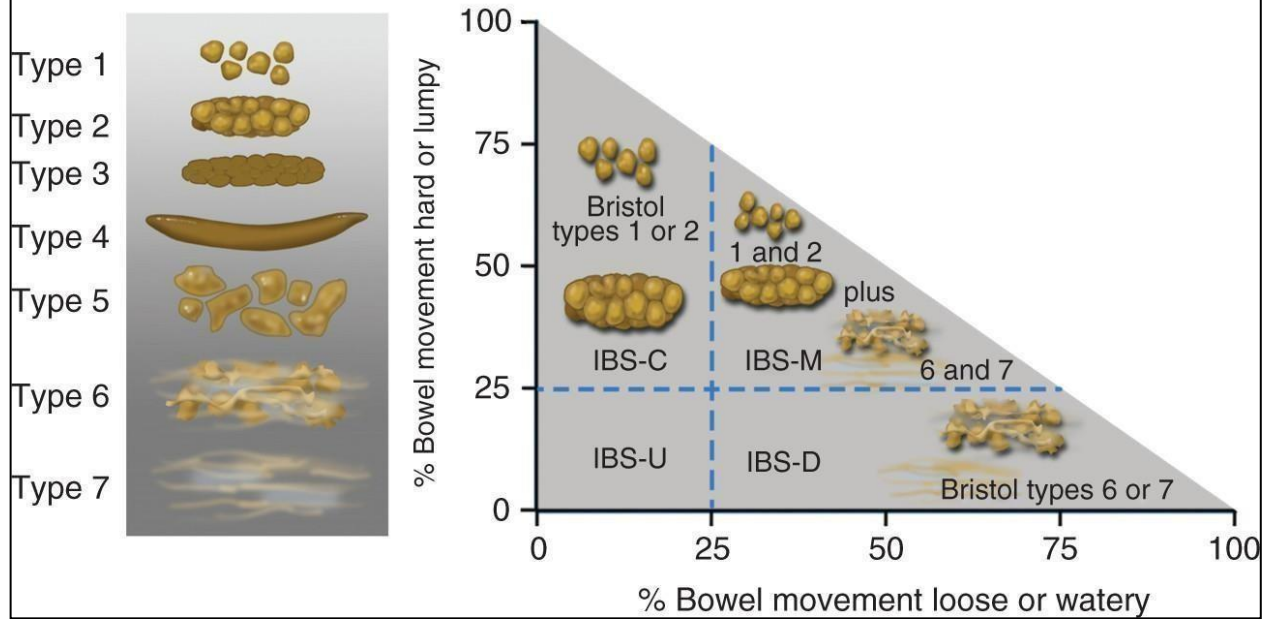 Type 1
Type 2
Type 3
Type 4
Type 5
Type 6
Type 7
% Bowel movement hard or lumpy
100
75
50
25
0
Bristol
types 1 or 2
1 and 2
plus
6 and 7
IBS-C
IBS-M
IBS-U
IBS-D
Bristol types 6 or 7
0
25
50
75
100
% Bowel movement loose or watery